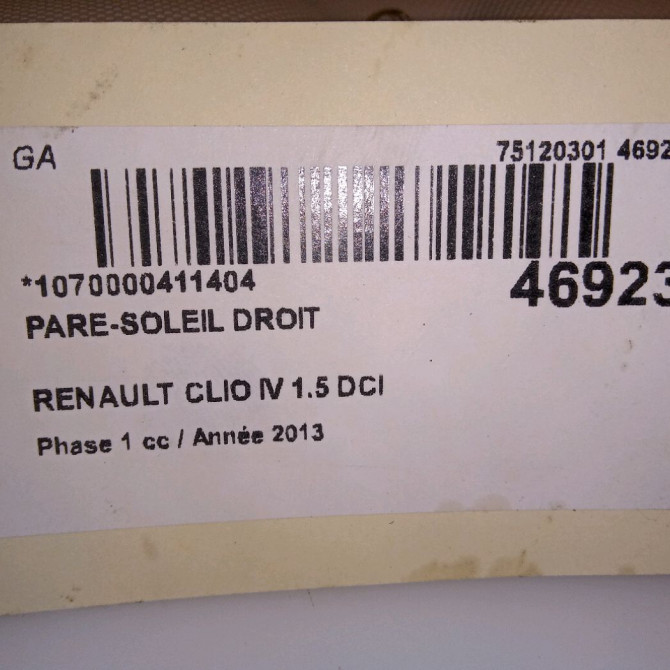 GA 75120301 4692
*1070000411404 46923
PARE-SOLEIL DROIT
RENAULT CLIO IV 1.5 DCI
Phase 1 cc / Année 2013